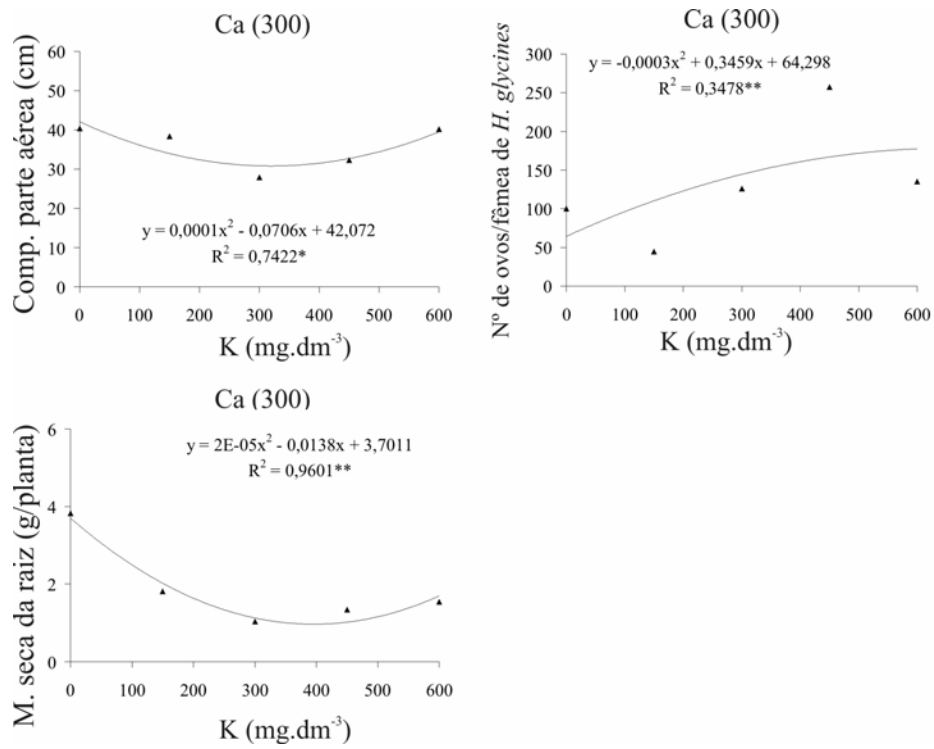 Ca (300)
Comp. parte aérea (cm)
60
50
40
30
20
10
0
y = 0,0001x² - 0,0706x + 42,072
R² = 0,7422*
0 100 200 300 400 500 600
K (mg.dm⁻³)
Ca (300)
Nº de ovos/fêmea de H. glycines
300
250
200
150
100
50
0
y = -0,0003x² + 0,3459x + 64,298
R² = 0,3478**
0 100 200 300 400 500 600
K (mg.dm⁻³)
Ca (300)
M. seca da raiz (g/planta)
6
4
2
0
y = 2E-05x² - 0,0138x + 3,7011
R² = 0,9601**
0 100 200 300 400 500 600
K (mg.dm⁻³)